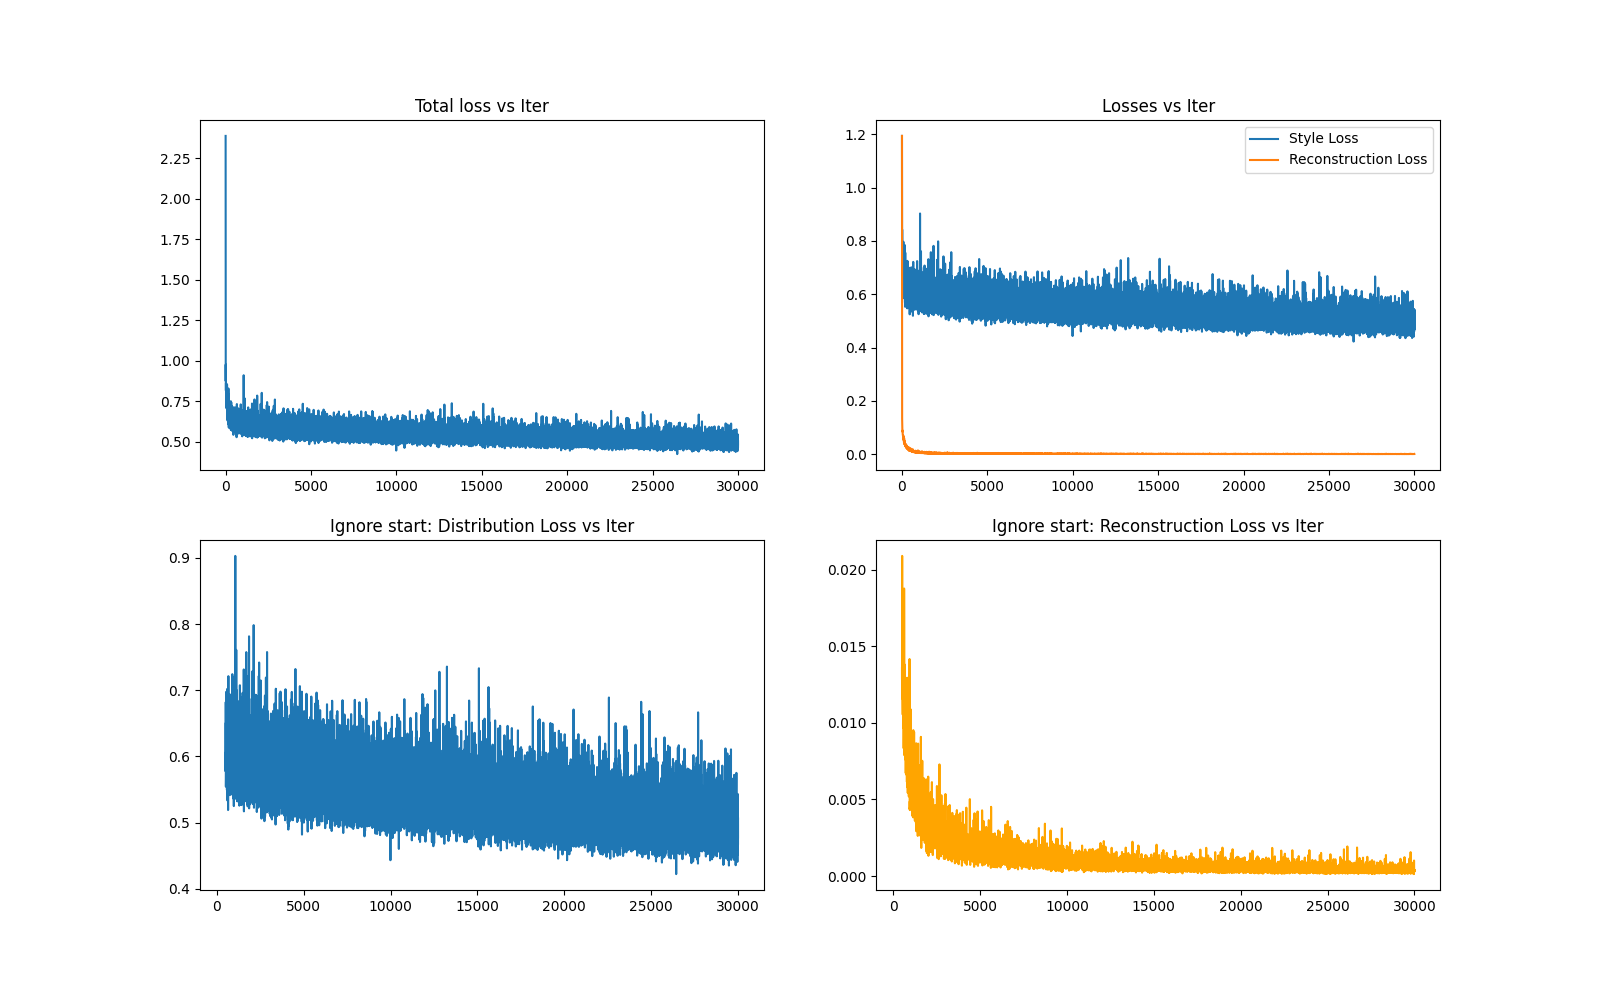 Total loss vs Iter
2.25
2.00
1.75
1.50
1.25
1.00
0.75
0.50
0 5000 10000 15000 20000 25000 30000
Losses vs Iter
Style Loss
Reconstruction Loss
1.2
1.0
0.8
0.6
0.4
0.2
0.0
0 5000 10000 15000 20000 25000 30000
Ignore start: Distribution Loss vs Iter
0.9
0.8
0.7
0.6
0.5
0.4
0 5000 10000 15000 20000 25000 30000
Ignore start: Reconstruction Loss vs Iter
0.020
0.015
0.010
0.005
0.000
0 5000 10000 15000 20000 25000 30000